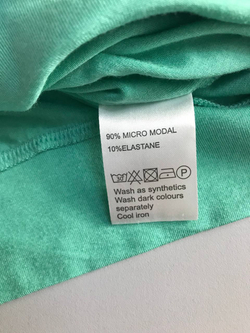 90% MICRO MODAL
10%ELASTANE
Wash as synthetics
Wash dark colours
separately
Cool iron